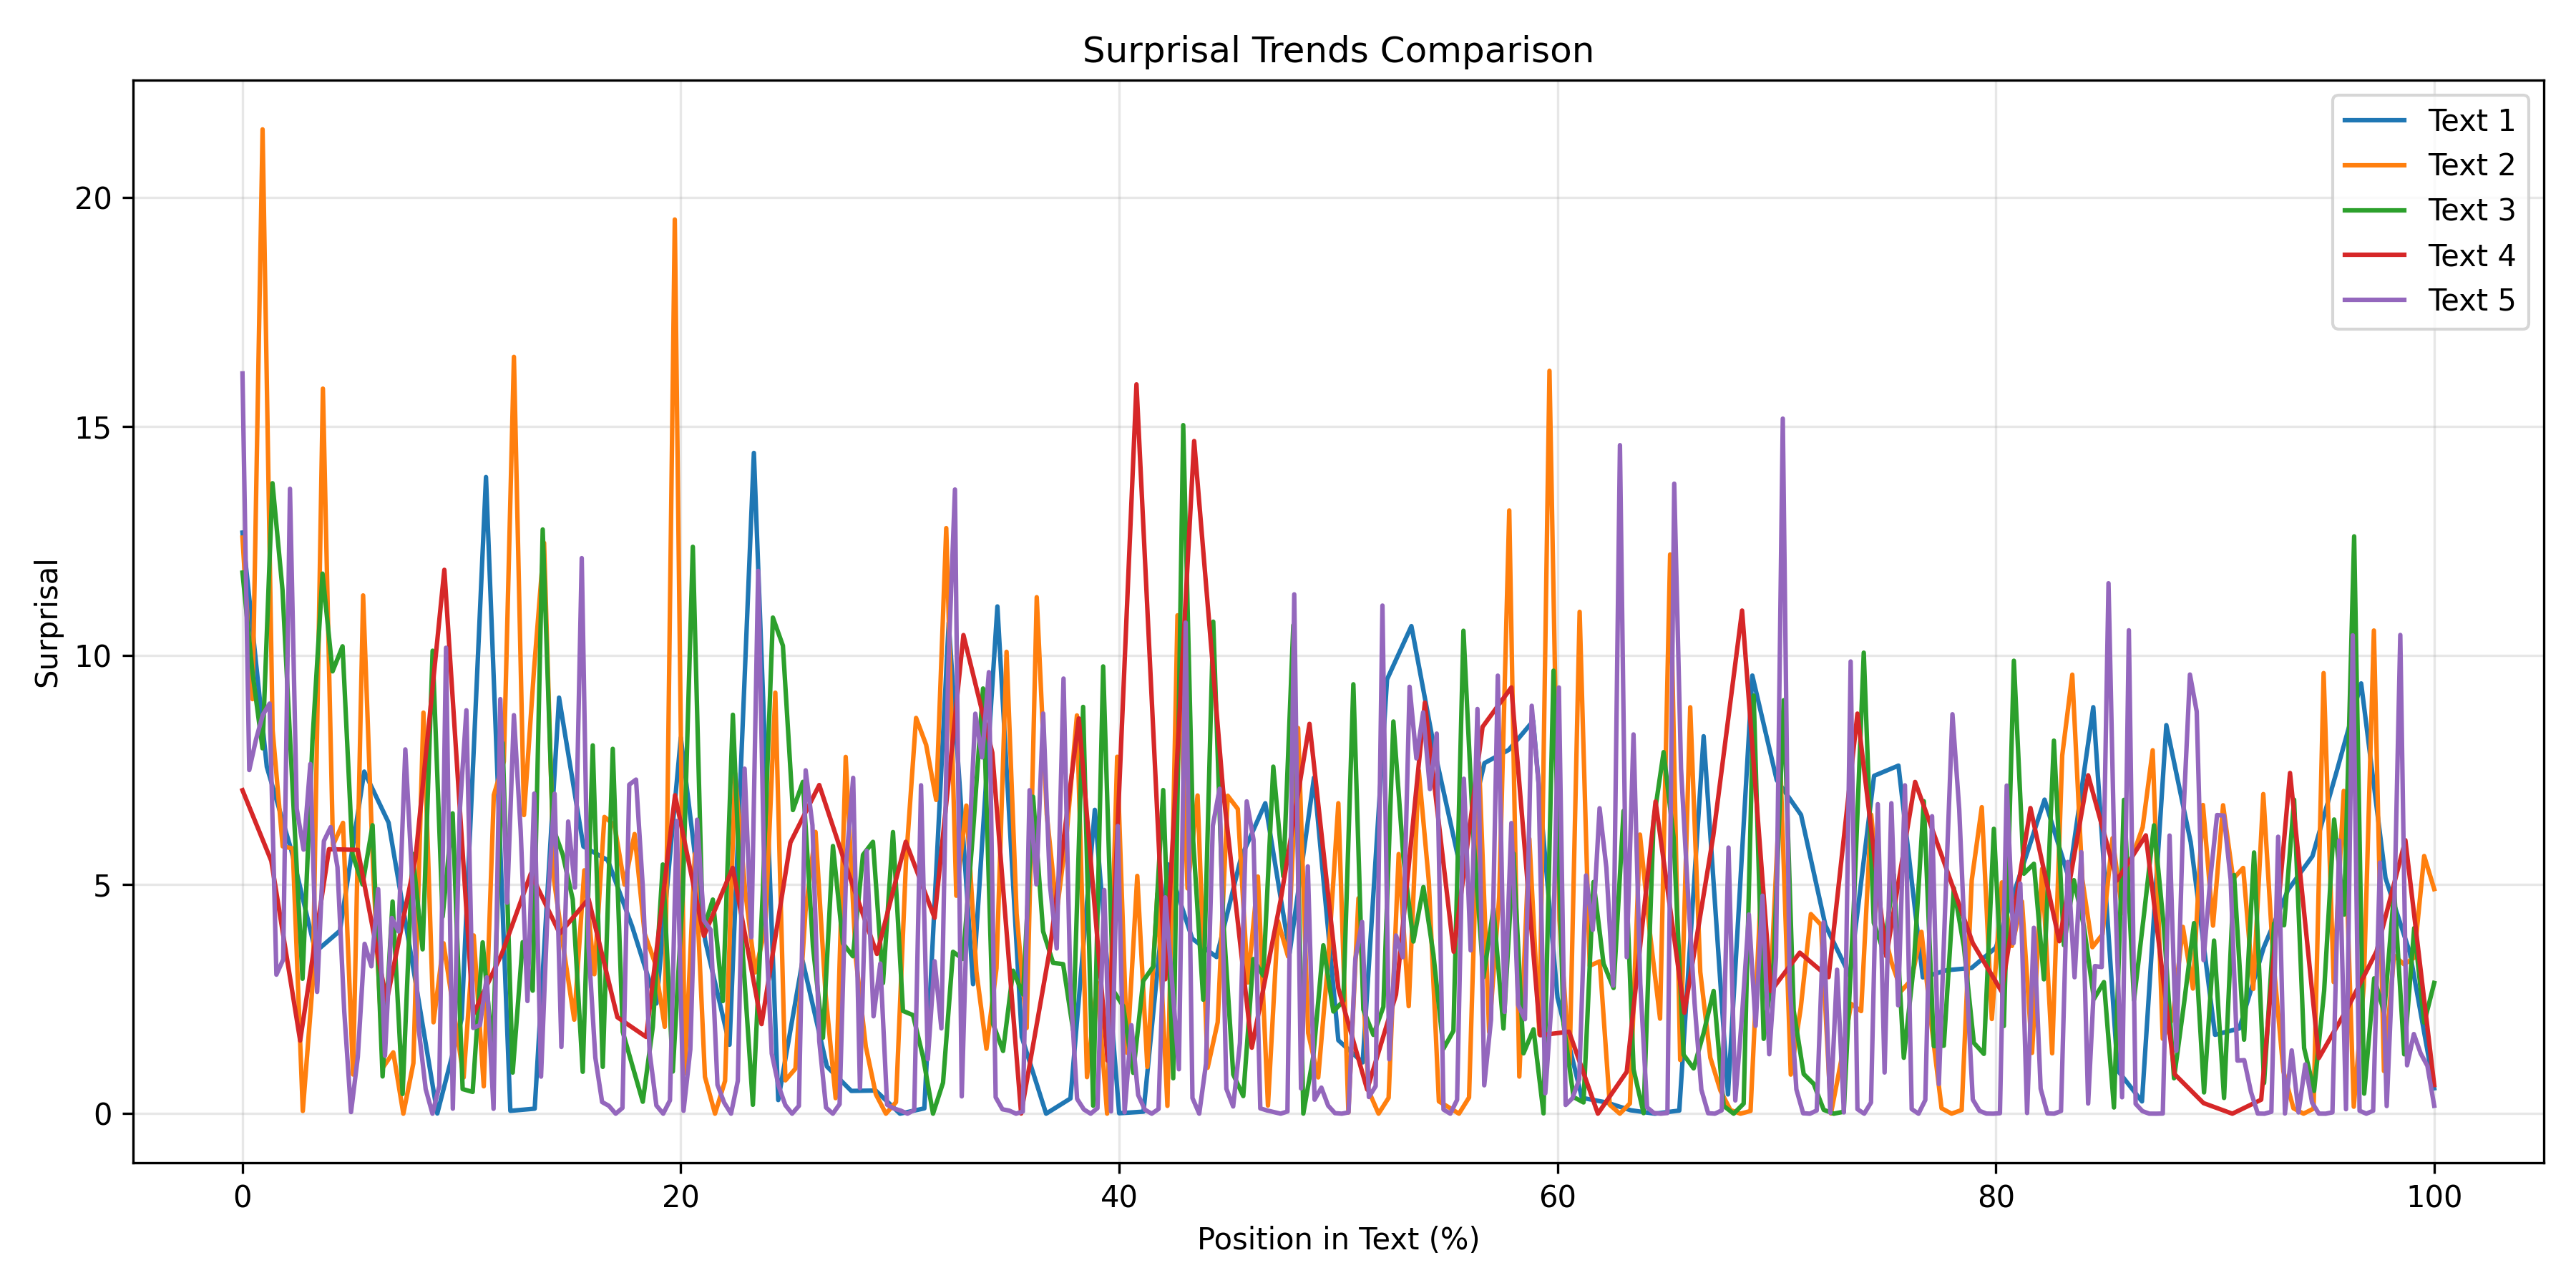 Surprisal Trends Comparison
Text 1
Text 2
Text 3
Text 4
Text 5
Surprisal
20
15
10
5
0
0 20 40 60 80 100
Position in Text (%)